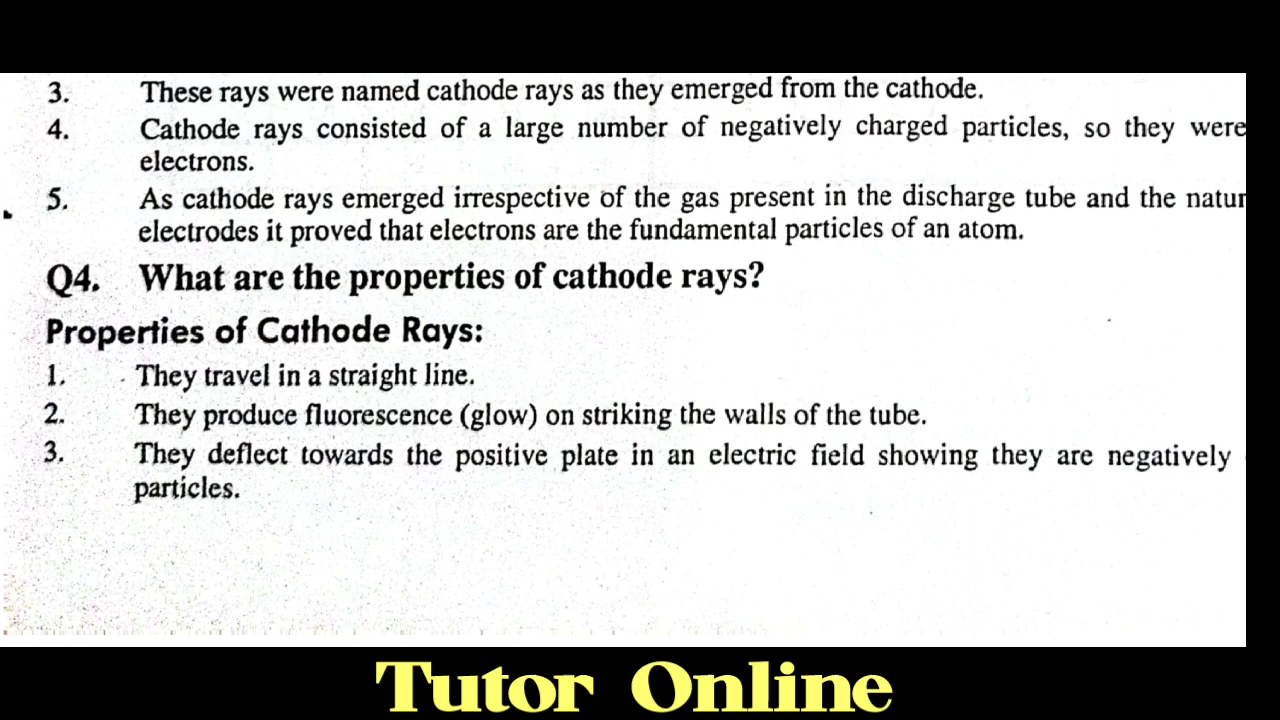 3. These rays were named cathode rays as they emerged from the cathode.
4. Cathode rays consisted of a large number of negatively charged particles, so they were
electrons.
5. As cathode rays emerged irrespective of the gas present in the discharge tube and the natur
electrodes it proved that electrons are the fundamental particles of an atom.
Q4. What are the properties of cathode rays?
Properties of Cathode Rays:
1. They travel in a straight line.
2. They produce fluorescence (glow) on striking the walls of the tube.
3. They deflect towards the positive plate in an electric field showing they are negatively
particles.
Tutor Online